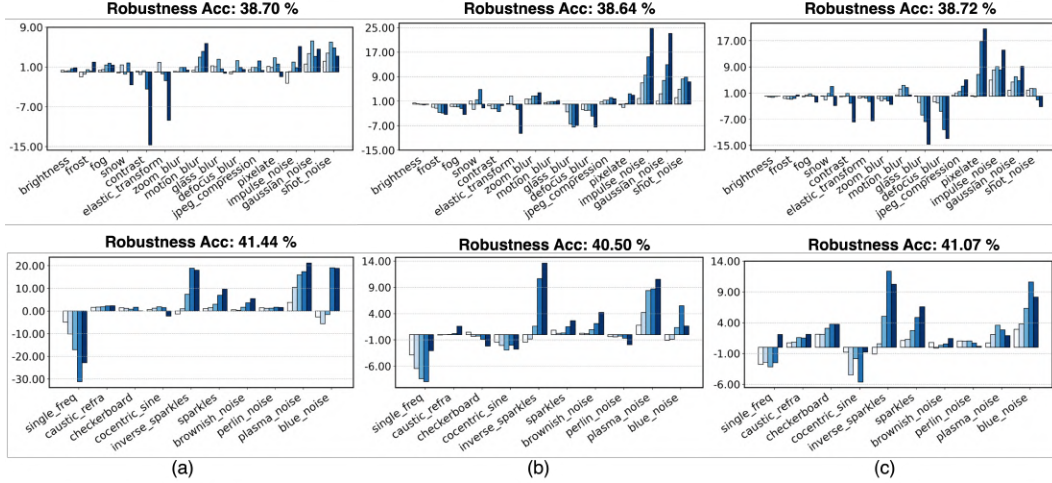 Robustness Acc: 38.70 %
9.00
1.00
-7.00
-15.00
brightness
frost
fog
snow
contrast
elastic_transform
zoom_blur
motion_blur
glass_blur
defocus_blur
jpeg_compression
pixelate
impulse_noise
gaussian_noise
shot_noise
Robustness Acc: 38.64 %
25.00
17.00
9.00
1.00
-7.00
-15.00
brightness
frost
fog
snow
contrast
elastic_transform
zoom_blur
motion_blur
glass_blur
defocus_blur
jpeg_compression
pixelate
impulse_noise
gaussian_noise
shot_noise
Robustness Acc: 38.72 %
17.00
9.00
1.00
-7.00
-15.00
brightness
frost
fog
snow
contrast
elastic_transform
zoom_blur
motion_blur
glass_blur
defocus_blur
jpeg_compression
pixelate
impulse_noise
gaussian_noise
shot_noise
Robustness Acc: 41.44 %
20.00
10.00
0.00
-10.00
-20.00
-30.00
single_freq
caustic_refra
checkerboard
cocentric_sine
inverse_sparkles
sparkles
brownish_noise
perlin_noise
plasma_noise
blue_noise
(a)
Robustness Acc: 40.50 %
14.00
9.00
4.00
-1.00
-6.00
single_freq
caustic_refra
checkerboard
cocentric_sine
inverse_sparkles
sparkles
brownish_noise
perlin_noise
plasma_noise
blue_noise
(b)
Robustness Acc: 41.07 %
14.00
9.00
4.00
-1.00
-6.00
single_freq
caustic_refra
checkerboard
cocentric_sine
inverse_sparkles
sparkles
brownish_noise
perlin_noise
plasma_noise
blue_noise
(c)